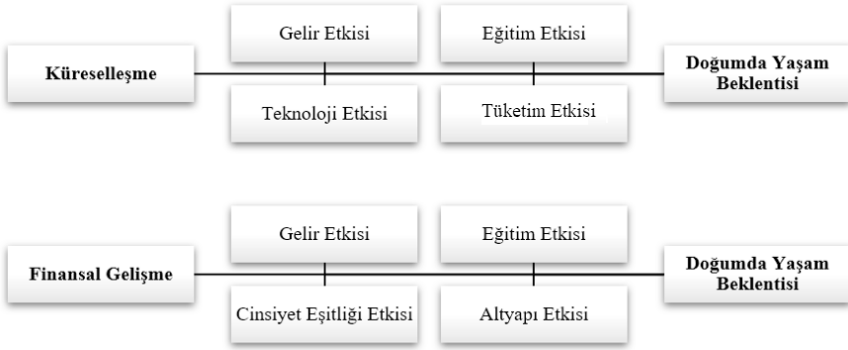 Gelir Etkisi
Eğitim Etkisi
Küreselleşme
Doğumda Yaşam
Beklentisi
Teknoloji Etkisi
Tüketim Etkisi
Gelir Etkisi
Eğitim Etkisi
Finansal Gelişme
Doğumda Yaşam
Beklentisi
Cinsiyet Eşitliği Etkisi
Altyapı Etkisi